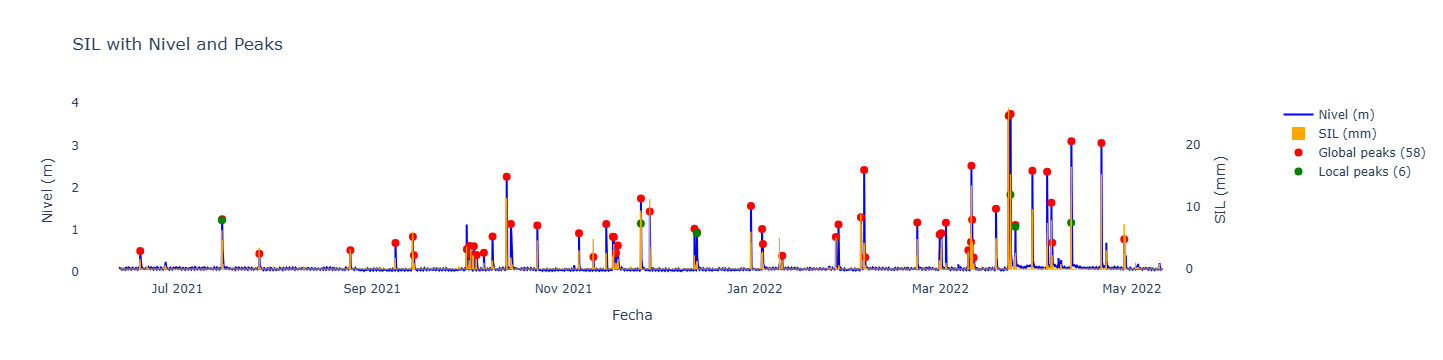 SIL with Nivel and Peaks
Nivel (m)
4
3
2
1
0
20
10
0
SIL (mm)
Jul 2021
Sep 2021
Nov 2021
Jan 2022
Mar 2022
May 2022
Fecha
Nivel (m)
SIL (mm)
Global peaks (58)
Local peaks (6)